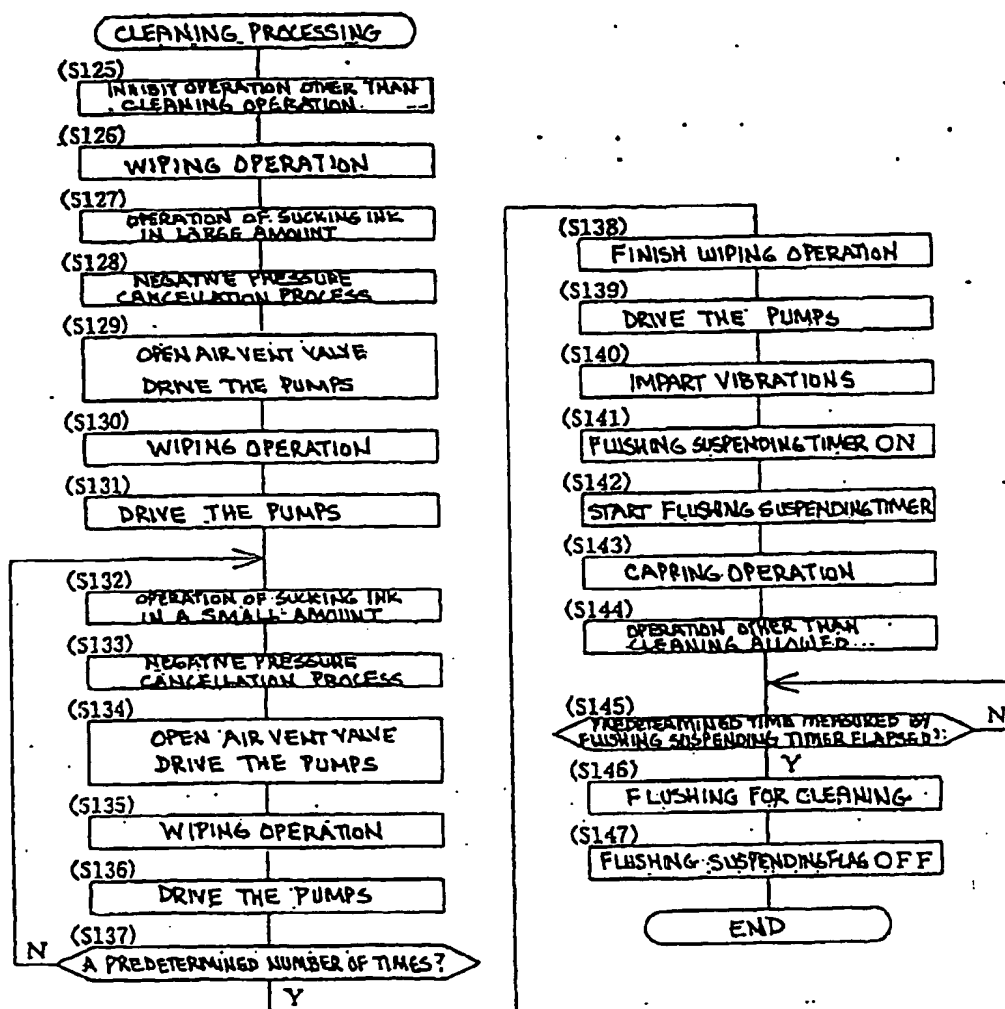 CLEANING PROCESSING
(S125)
INHIBIT OPERATION OTHER THAN
CLEANING OPERATION.
(S126)
WIPING OPERATION
(S127)
OPERATION OF SUCKING INK
IN LARGE AMOUNT
(S128)
NEGATIVE PRESSURE
CANCELLATION PROCESS
(S129)
OPEN AIR VENT VALVE
DRIVE THE PUMPS
(S130)
WIPING OPERATION
(S131)
DRIVE THE PUMPS
(S132)
OPERATION OF SUCKING INK
IN A SMALL AMOUNT
(S133)
NEGATIVE PRESSURE
CANCELLATION PROCESS
(S134)
OPEN AIR VENT VALVE
DRIVE THE PUMPS
(S135)
WIPING OPERATION
(S136)
DRIVE THE PUMPS
(S137)
N
A PREDETERMINED NUMBER OF TIMES?
Y
(S138)
FINISH WIPING OPERATION
(S139)
DRIVE THE PUMPS
(S140)
IMPART VIBRATIONS
(S141)
FLUSHING SUSPENDING TIMER ON
(S142)
START FLUSHING SUSPENDING TIMER
(S143)
CAPPING OPERATION
(S144)
OPERATION OTHER THAN
CLEANING ALLOWED...
(S145)
PREDETERMINED TIME MEASURED BY
FLUSHING SUSPENDING TIMER ELAPSED?
N
Y
(S146)
FLUSHING FOR CLEANING
(S147)
FLUSHING SUSPENDING FLAG OFF
END